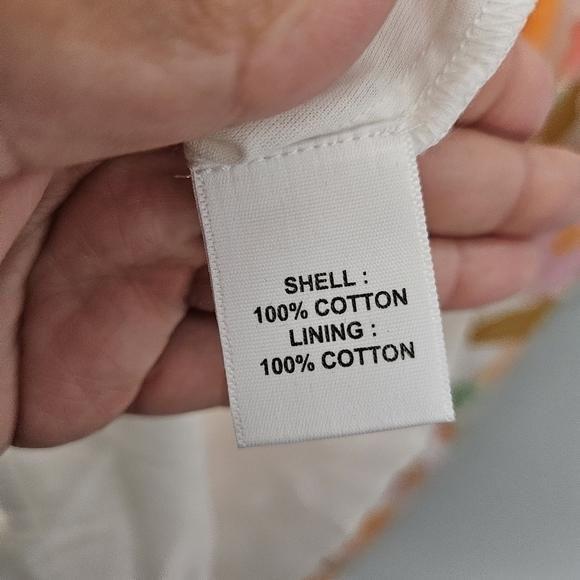 SHELL :
100% COTTON
LINING :
100% COTTON